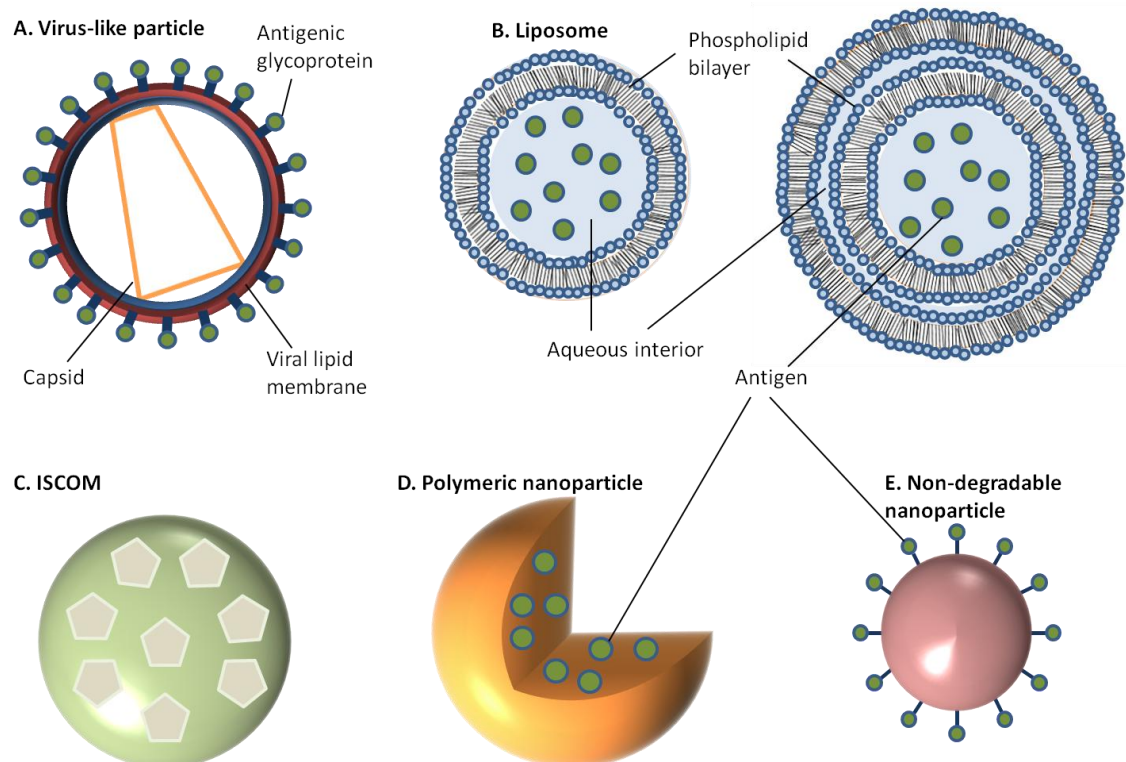 A. Virus-like particle
Antigenic
glycoprotein
Capsid
Viral lipid
membrane
B. Liposome
Phospholipid
bilayer
Aqueous interior
Antigen
C. ISCOM
D. Polymeric nanoparticle
E. Non-degradable
nanoparticle